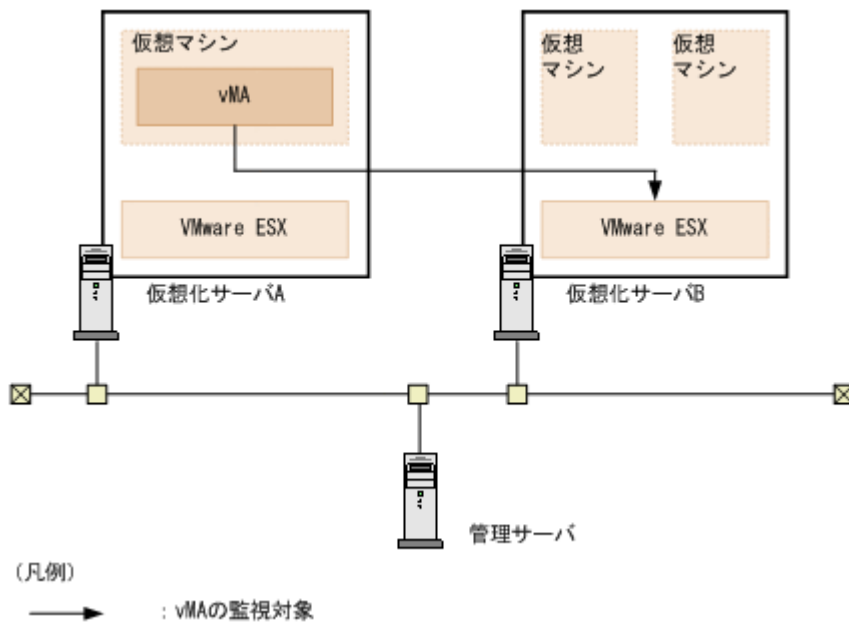 仮想マシン
vMA
VMware ESX
仮想化サーバA
仮想
マシン
仮想
マシン
VMware ESX
仮想化サーバB
管理サーバ
(凡例)
：vMAの監視対象